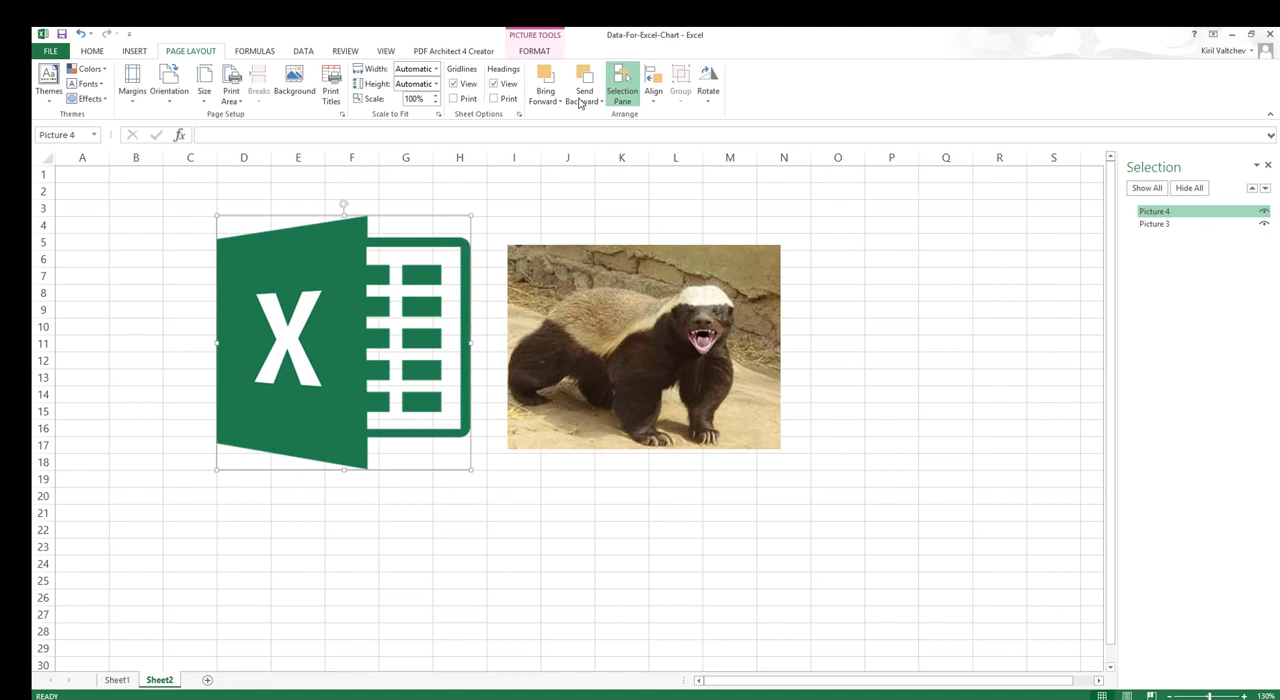 PICTURE TOOLS
Data-For-Excel-Chart - Excel
FILE HOME INSERT PAGE LAYOUT FORMULAS DATA REVIEW VIEW PDF Architect 4 Creator FORMAT Kiril Valtchev
Themes Colors Fonts Effects
Margins Orientation Size Print Area Breaks Background Print Titles
Width: Automatic
Height: Automatic
Scale: 100%
Gridlines Headings
View View
Print Print
Bring Forward Send Backward Selection Pane Align Group Rotate
Themes Page Setup Scale to Fit Sheet Options Arrange
Picture 4 fx
A B C D E F G H I J K L M N O P Q R S
1
2
3
4
5
6
7
8
9
10
11
12
13
14
15
16
17
18
19
20
21
22
23
24
25
26
27
28
29
30
X
Selection
Show All Hide All
Picture 4
Picture 3
Sheet1 Sheet2
READY 130%